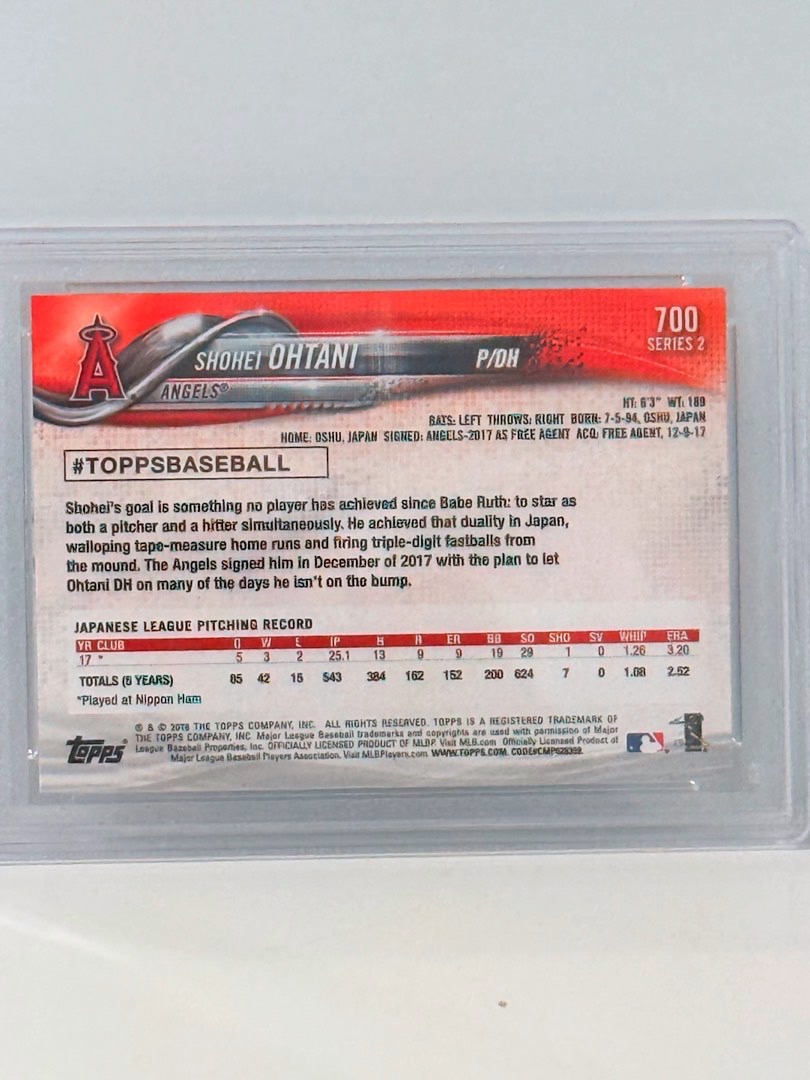 700
SERIES 2
SHOHEI OHTANI P/DH
ANGELS®
HT: 6'3" WT: 189
BATS: LEFT THROWS: RIGHT BORN: 7-5-94, OSHU, JAPAN
HOME: OSHU, JAPAN SIGNED: ANGELS-2017 AS FREE AGENT ACQ: FREE AGENT, 12-9-17
#TOPPSBASEBALL
Shohei's goal is something no player has achieved since Babe Ruth: to star as
both a pitcher and a hitter simultaneously. He achieved that duality in Japan,
walloping tape-measure home runs and firing triple-digit fastballs from
the mound. The Angels signed him in December of 2017 with the plan to let
Ohtani DH on many of the days he isn't on the bump.
JAPANESE LEAGUE PITCHING RECORD
YR CLUB G W L IP H R ER BB SO SHO SV WHIP ERA
17 * 5 3 2 25.1 13 9 9 19 29 1 0 1.26 3.20
TOTALS (5 YEARS) 85 42 15 543 384 162 152 200 624 7 0 1.08 2.52
*Played at Nippon Ham
® & © 2018 THE TOPPS COMPANY, INC. ALL RIGHTS RESERVED. TOPPS IS A REGISTERED TRADEMARK OF
THE TOPPS COMPANY, INC. Major League Baseball trademarks and copyrights are used with permission of Major
League Baseball Properties, Inc. OFFICIALLY LICENSED PRODUCT OF MLBP. Visit MLB.com Officially Licensed Product of
Major League Baseball Players Association. Visit MLBPlayers.com WWW.TOPPS.COM
Topps®